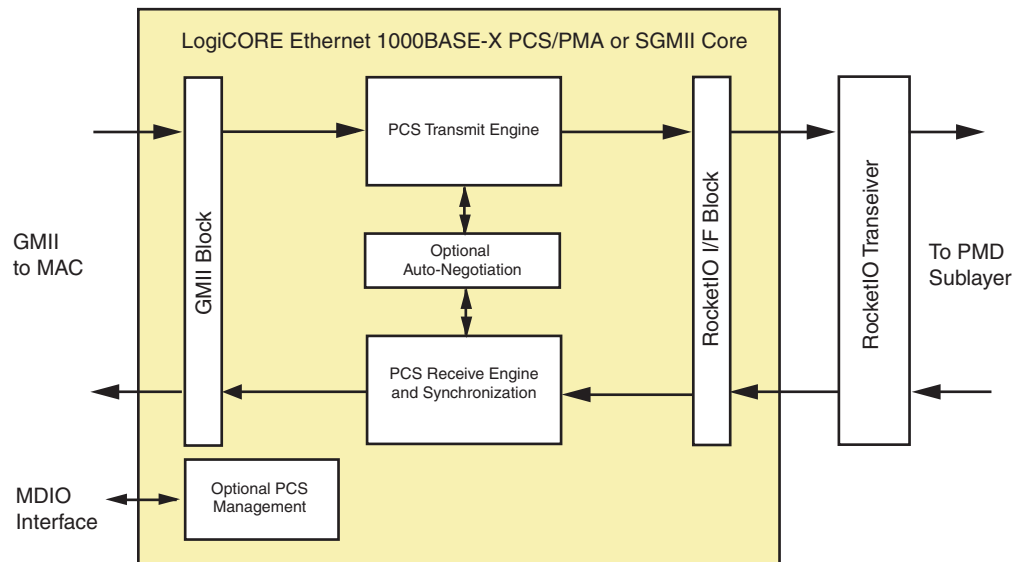 LogiCORE Ethernet 1000BASE-X PCS/PMA or SGMII Core
PCS Transmit Engine
GMII
to MAC
GMII Block
Optional
Auto-Negotiation
RocketIO I/F Block
RocketIO Transeiver
To PMD
Sublayer
PCS Receive Engine
and Synchronization
MDIO
Interface
Optional PCS
Management